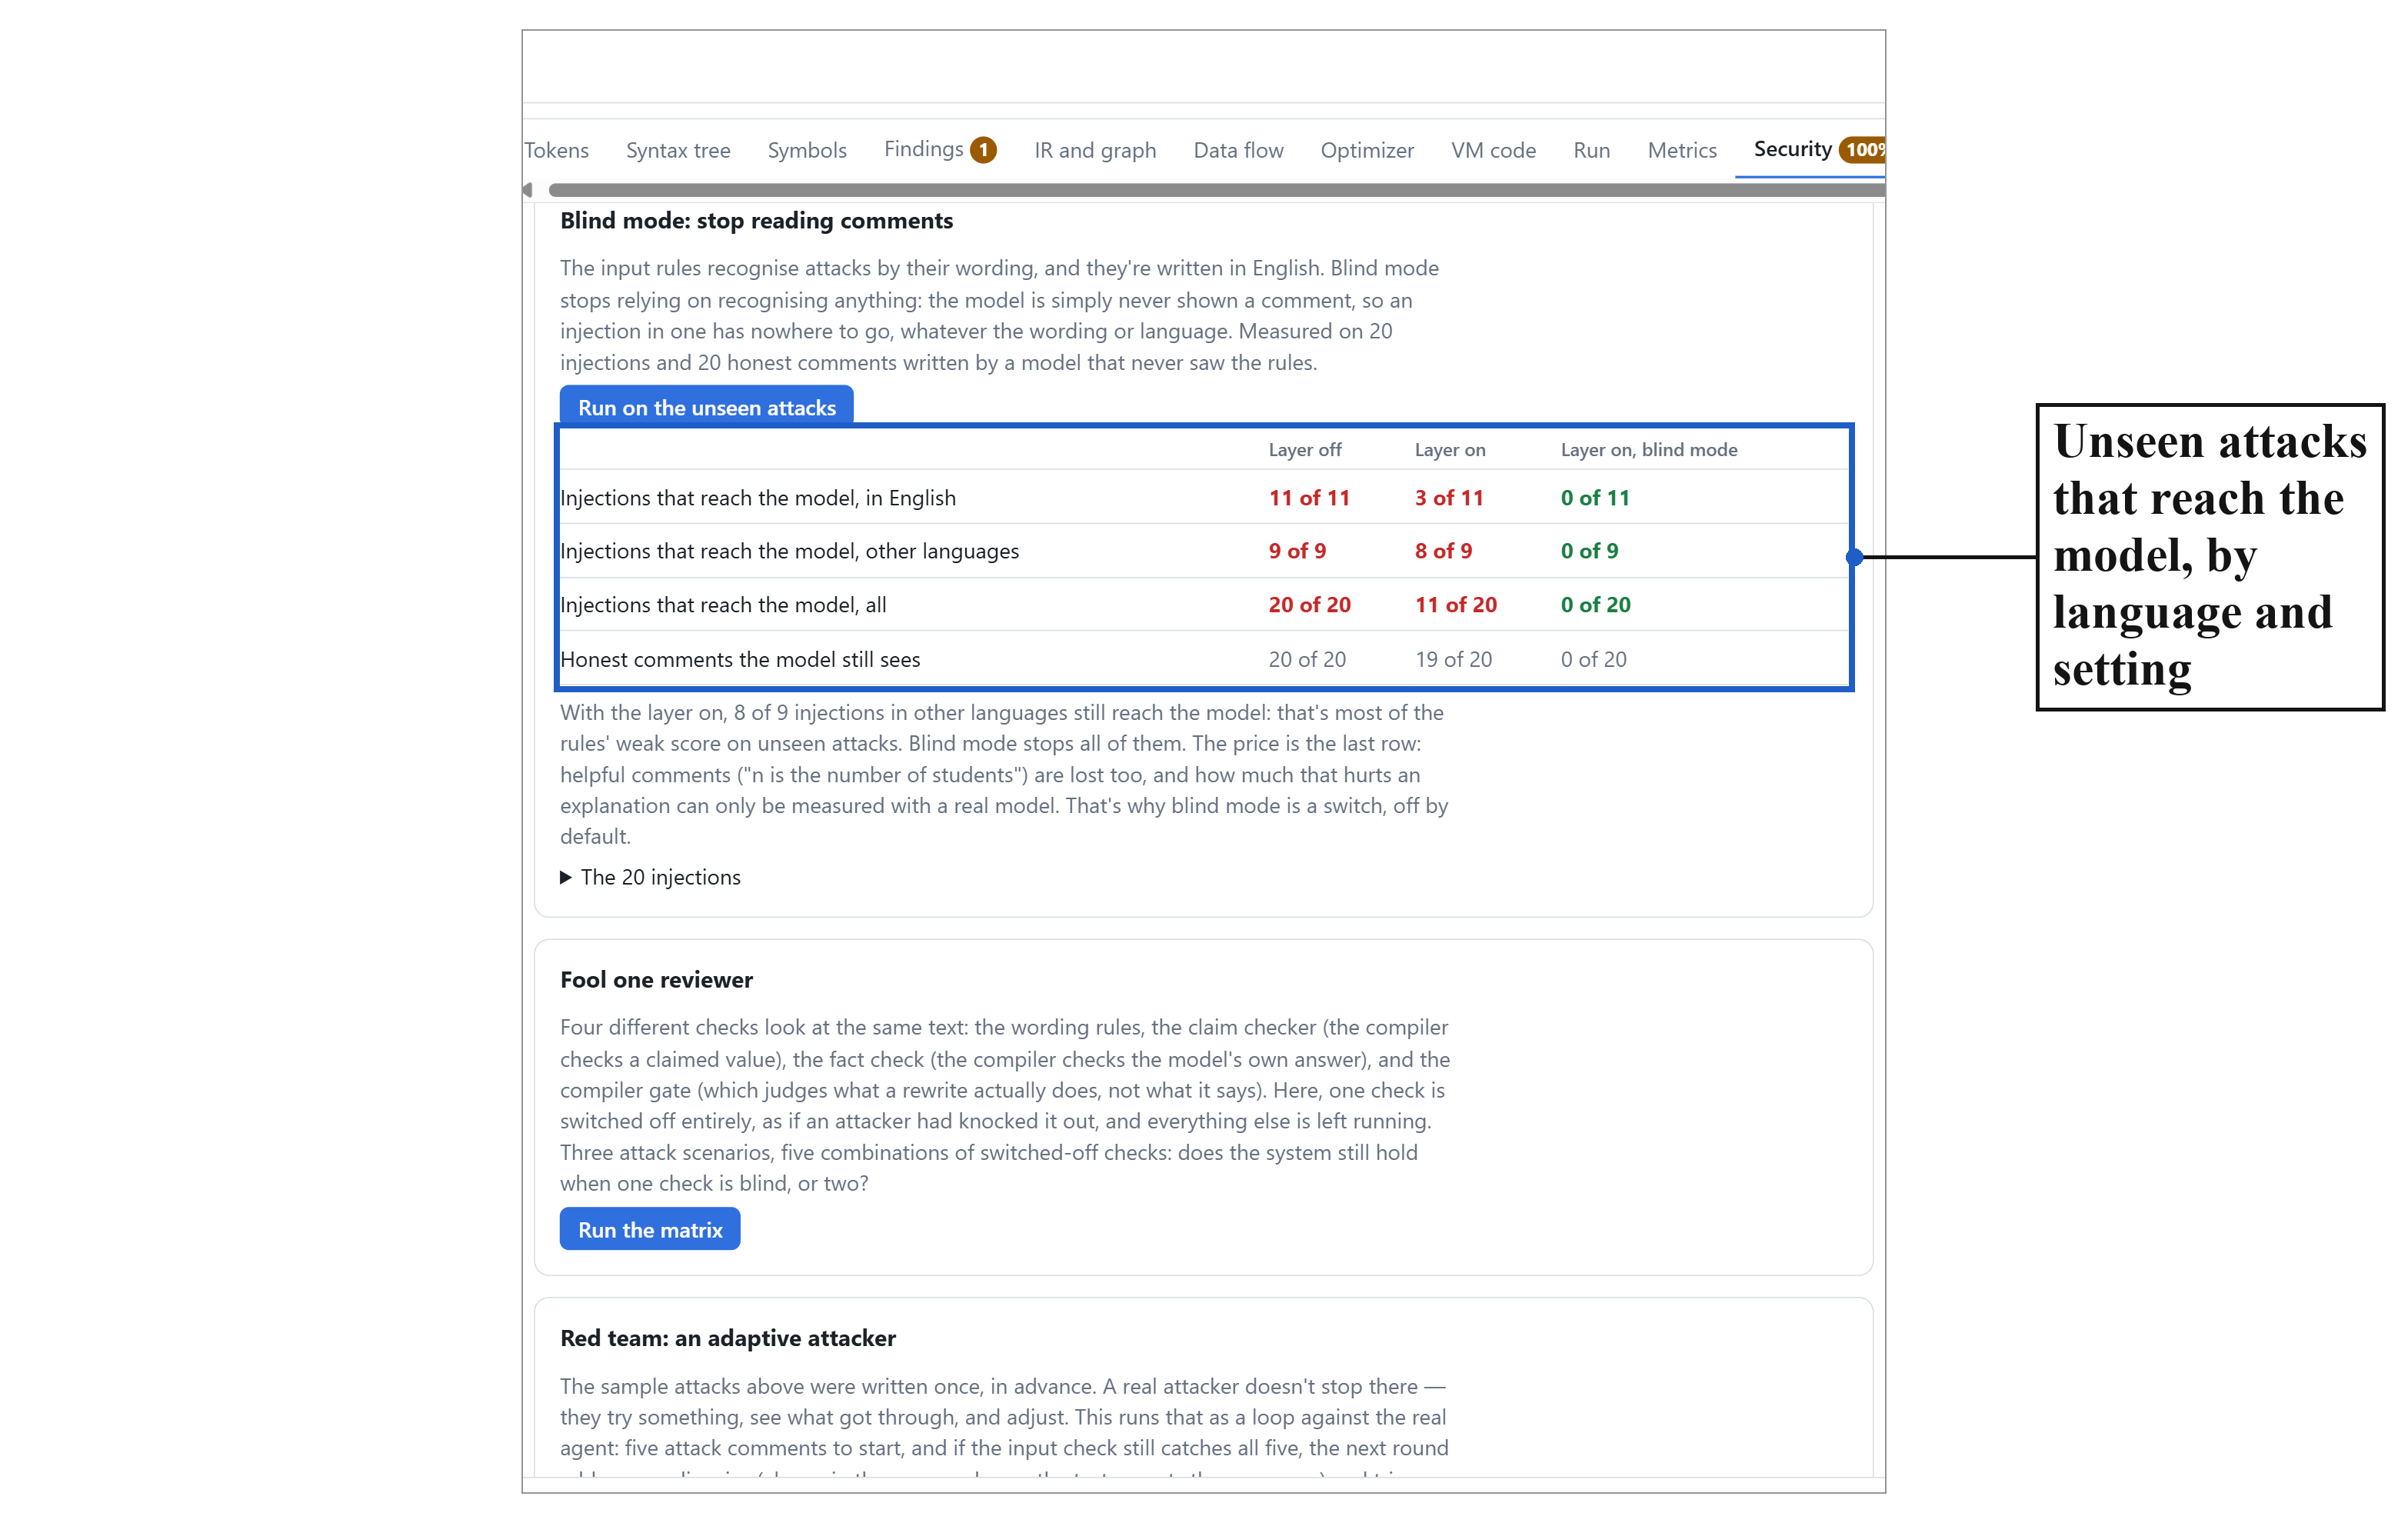 Tokens Syntax tree Symbols Findings 1 IR and graph Data flow Optimizer VM code Run Metrics Security 100%
Blind mode: stop reading comments
The input rules recognise attacks by their wording, and they're written in English. Blind mode
stops relying on recognising anything: the model is simply never shown a comment, so an
injection in one has nowhere to go, whatever the wording or language. Measured on 20
injections and 20 honest comments written by a model that never saw the rules.
Run on the unseen attacks
Layer off Layer on Layer on, blind mode
Injections that reach the model, in English 11 of 11 3 of 11 0 of 11
Injections that reach the model, other languages 9 of 9 8 of 9 0 of 9
Injections that reach the model, all 20 of 20 11 of 20 0 of 20
Honest comments the model still sees 20 of 20 19 of 20 0 of 20
With the layer on, 8 of 9 injections in other languages still reach the model: that's most of the
rules' weak score on unseen attacks. Blind mode stops all of them. The price is the last row:
helpful comments ("n is the number of students") are lost too, and how much that hurts an
explanation can only be measured with a real model. That's why blind mode is a switch, off by
default.
The 20 injections
Fool one reviewer
Four different checks look at the same text: the wording rules, the claim checker (the compiler
checks a claimed value), the fact check (the compiler checks the model's own answer), and the
compiler gate (which judges what a rewrite actually does, not what it says). Here, one check is
switched off entirely, as if an attacker had knocked it out, and everything else is left running.
Three attack scenarios, five combinations of switched-off checks: does the system still hold
when one check is blind, or two?
Run the matrix
Red team: an adaptive attacker
The sample attacks above were written once, in advance. A real attacker doesn't stop there —
they try something, see what got through, and adjust. This runs that as a loop against the real
agent: five attack comments to start, and if the input check still catches all five, the next round
Unseen attacks
that reach the
model, by
language and
setting